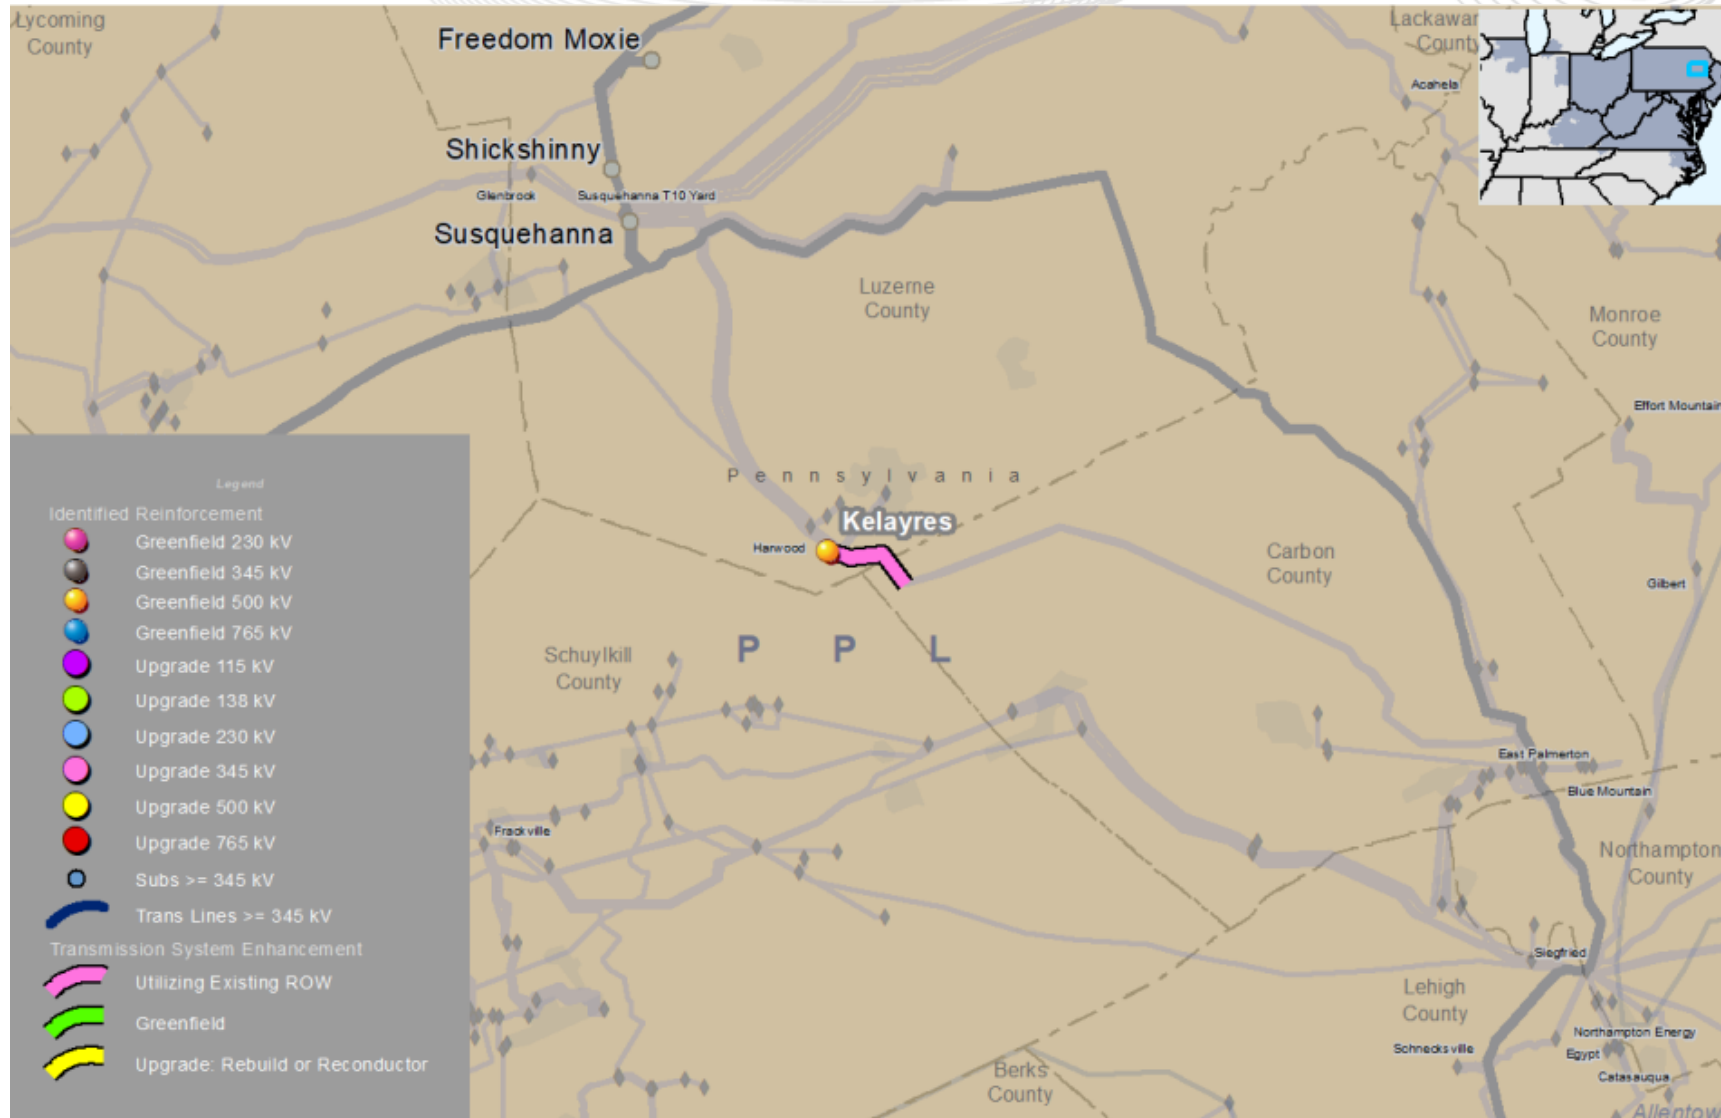 Lycoming
County
Freedom Moxie
Lackawar
County
Acahela
Shickshinny
Glenbrook
Susquehanna T10 Yard
Susquehanna
Luzerne
County
Monroe
County
Effort Mountain
Pennsylvania
Kelayres
Harwood
Carbon
County
Gilbert
P P L
Schuylkill
County
East Palmerton
Blue Mountain
Frackville
Northampton
County
Siegfried
Lehigh
County
Northampton Energy
Schnecksville
Egypt
Catasauqua
Berks
County
Allentow
Legend
Identified Reinforcement
Greenfield 230 kV
Greenfield 345 kV
Greenfield 500 kV
Greenfield 765 kV
Upgrade 115 kV
Upgrade 138 kV
Upgrade 230 kV
Upgrade 345 kV
Upgrade 500 kV
Upgrade 765 kV
Subs >= 345 kV
Trans Lines >= 345 kV
Transmission System Enhancement
Utilizing Existing ROW
Greenfield
Upgrade: Rebuild or Reconductor